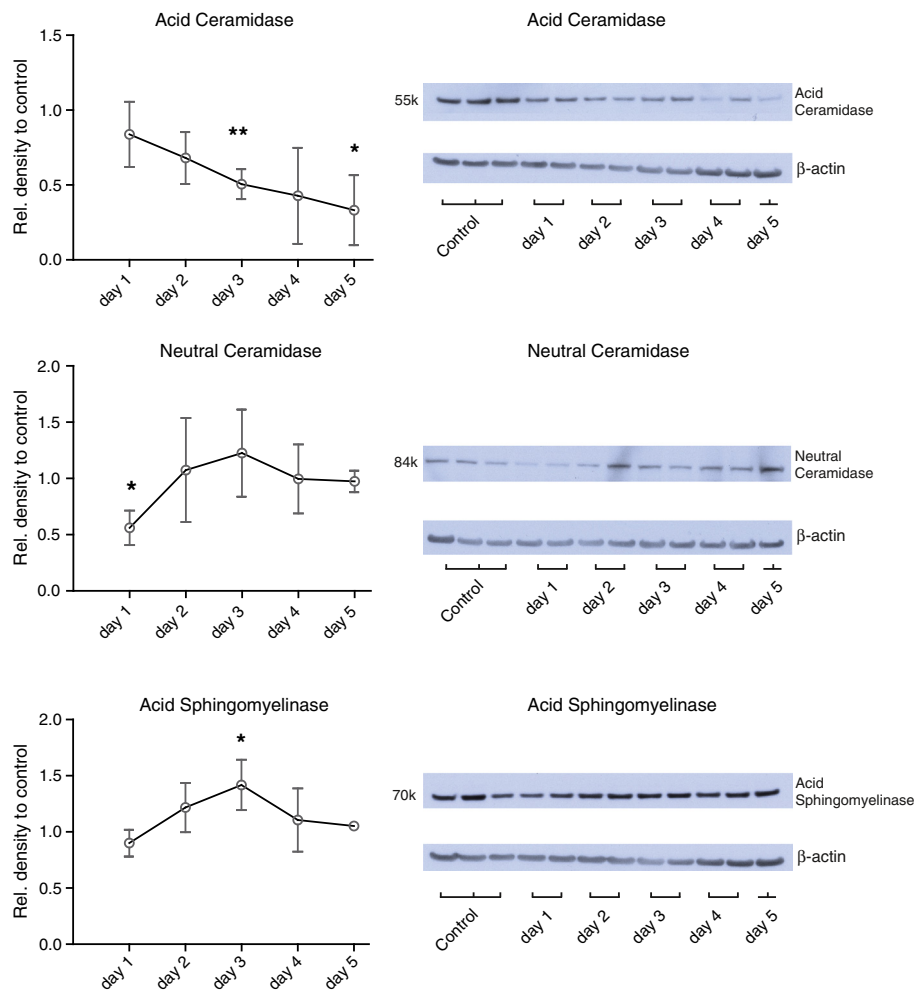 Acid Ceramidase
Rel. density to control
1.5
1.0
0.5
0.0
**
*
day 1
day 2
day 3
day 4
day 5
Acid Ceramidase
55k
Acid
Ceramidase
β-actin
Control
day 1
day 2
day 3
day 4
day 5
Neutral Ceramidase
Rel. density to control
2.0
1.5
1.0
0.5
0.0
*
day 1
day 2
day 3
day 4
day 5
Neutral Ceramidase
84k
Neutral
Ceramidase
β-actin
Control
day 1
day 2
day 3
day 4
day 5
Acid Sphingomyelinase
Rel. density to control
2.0
1.5
1.0
0.5
0.0
*
day 1
day 2
day 3
day 4
day 5
Acid Sphingomyelinase
70k
Acid
Sphingomyelinase
β-actin
Control
day 1
day 2
day 3
day 4
day 5